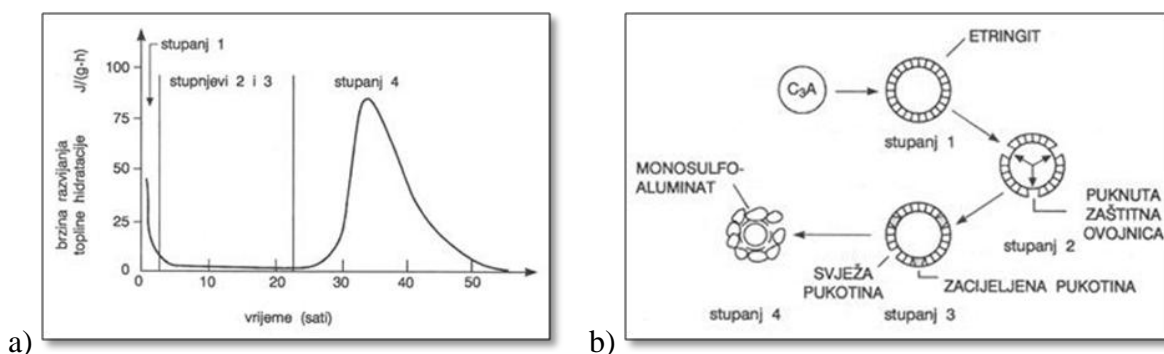 stupanj 1
J/(g-h)
100
75
50
25
0
stupnjevi 2 i 3
stupanj 4
brzina razvijanja
topline hidratacije
0
10
20
30
40
50
vrijeme (sati)
a)
ETRINGIT
C₃A
stupanj 1
MONOSULFO-
ALUMINAT
PUKNUTA
ZAŠTITNA
OVOJNICA
stupanj 2
SVJEŽA
PUKOTINA
ZACIJELJENA PUKOTINA
stupanj 4
stupanj 3
b)